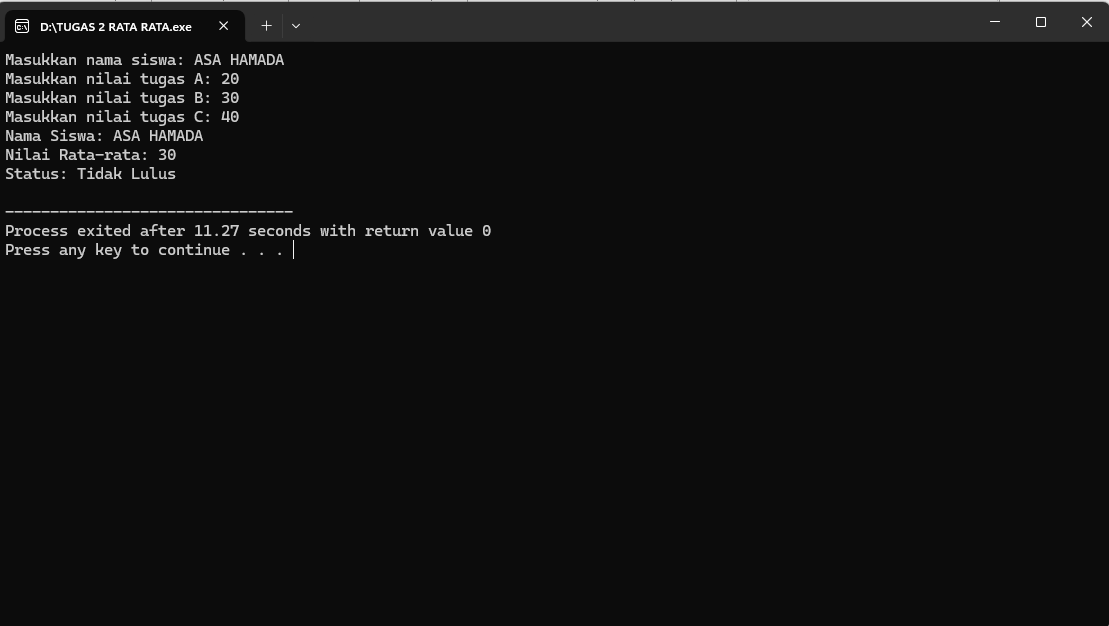 D:\TUGAS 2 RATA RATA.exe
Masukkan nama siswa: ASA HAMADA
Masukkan nilai tugas A: 20
Masukkan nilai tugas B: 30
Masukkan nilai tugas C: 40
Nama Siswa: ASA HAMADA
Nilai Rata-rata: 30
Status: Tidak Lulus
--------------------------------
Process exited after 11.27 seconds with return value 0
Press any key to continue . . .